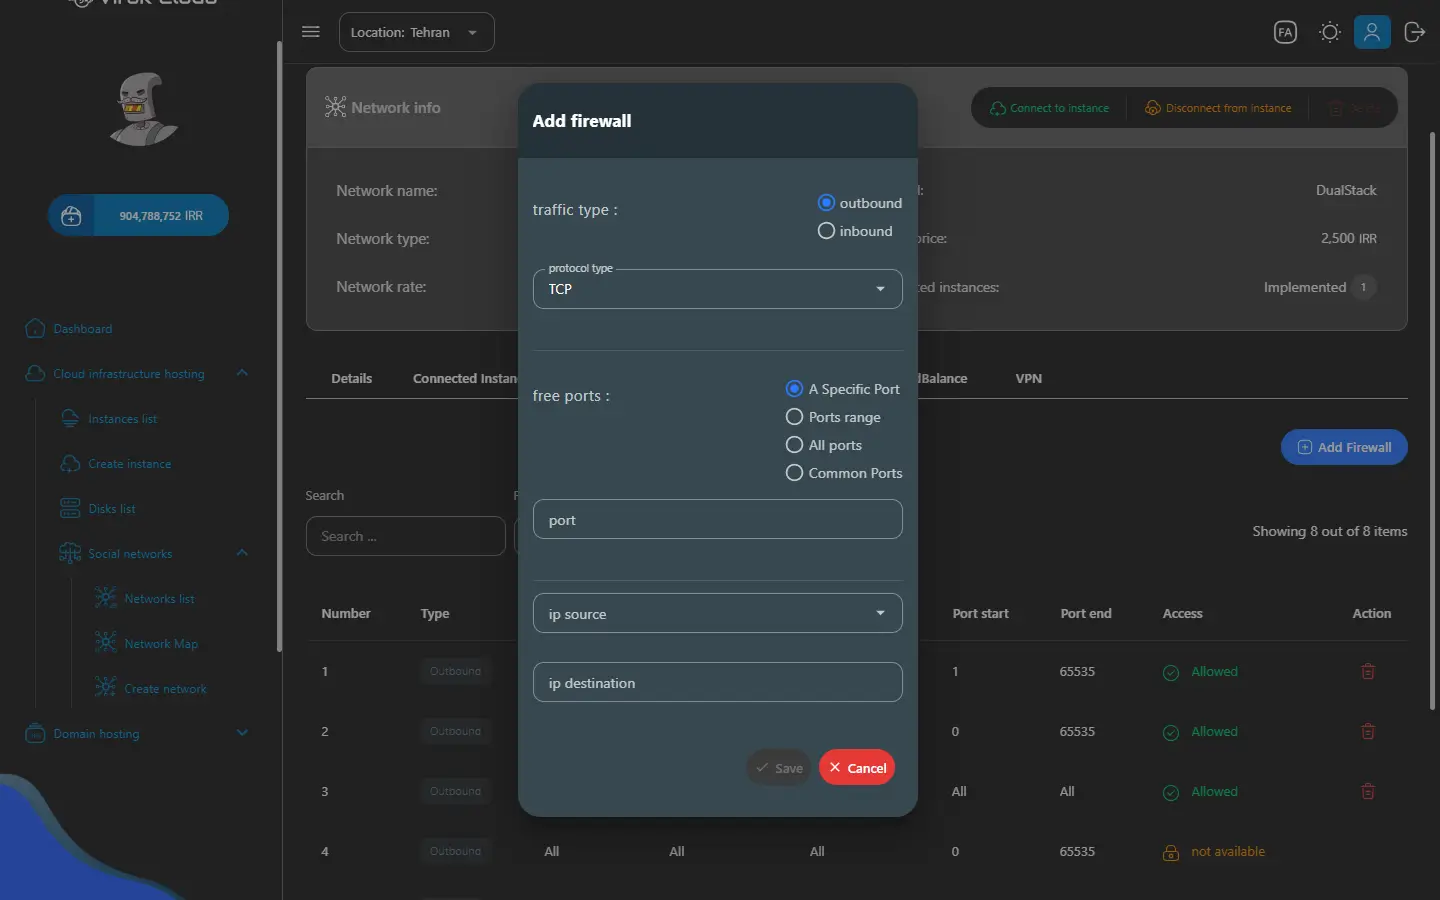 Location: Tehran
FA
904,788,752 IRR
Dashboard
Cloud infrastructure hosting
Instances list
Create instance
Disks list
Social networks
Networks list
Network Map
Create network
Domain hosting
Network info
Connect to instance
Disconnect from instance
Network name:
DualStack
Network type:
price:
2,500 IRR
Network rate:
instances:
Implemented 1
Details
Connected
VPN
Add Firewall
Search
Search ...
Showing 8 out of 8 items
Number Type Port start Port end Access Action
1 Outbound 1 65535 Allowed
2 Outbound 0 65535 Allowed
3 Outbound All All Allowed
4 Outbound All All All 0 65535 not available
Add firewall
traffic type :
outbound
inbound
protocol type
TCP
free ports :
A Specific Port
Ports range
All ports
Common Ports
port
ip source
ip destination
Save
Cancel